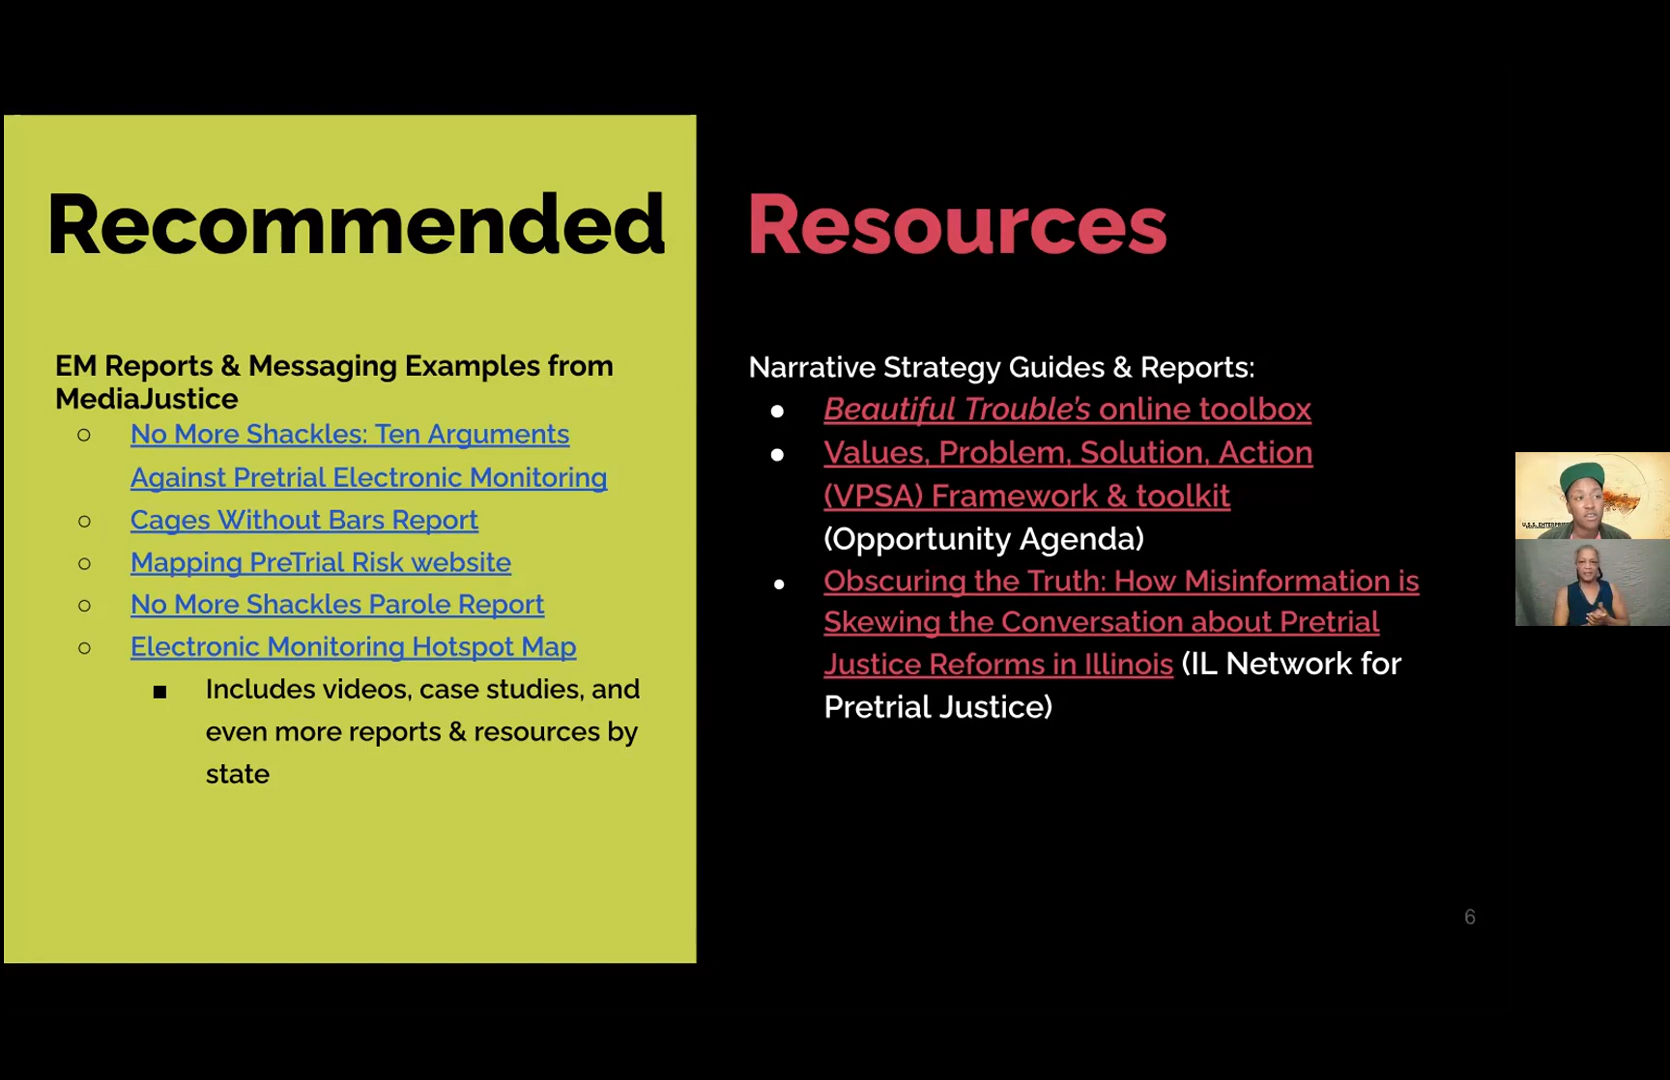 Recommended
Resources
EM Reports & Messaging Examples from
MediaJustice
○ No More Shackles: Ten Arguments
Against Pretrial Electronic Monitoring
○ Cages Without Bars Report
○ Mapping PreTrial Risk website
○ No More Shackles Parole Report
○ Electronic Monitoring Hotspot Map
■ Includes videos, case studies, and
even more reports & resources by
state
Narrative Strategy Guides & Reports:
● Beautiful Trouble's online toolbox
● Values, Problem, Solution, Action
(VPSA) Framework & toolkit
(Opportunity Agenda)
● Obscuring the Truth: How Misinformation is
Skewing the Conversation about Pretrial
Justice Reforms in Illinois (IL Network for
Pretrial Justice)
6